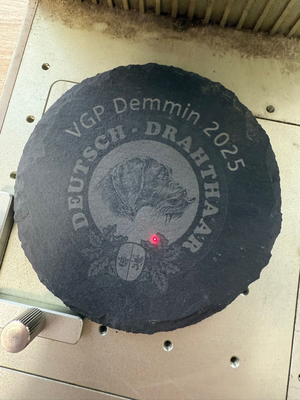 VGP Demmin 2025
DEUTSCH - DRAHTHAAR